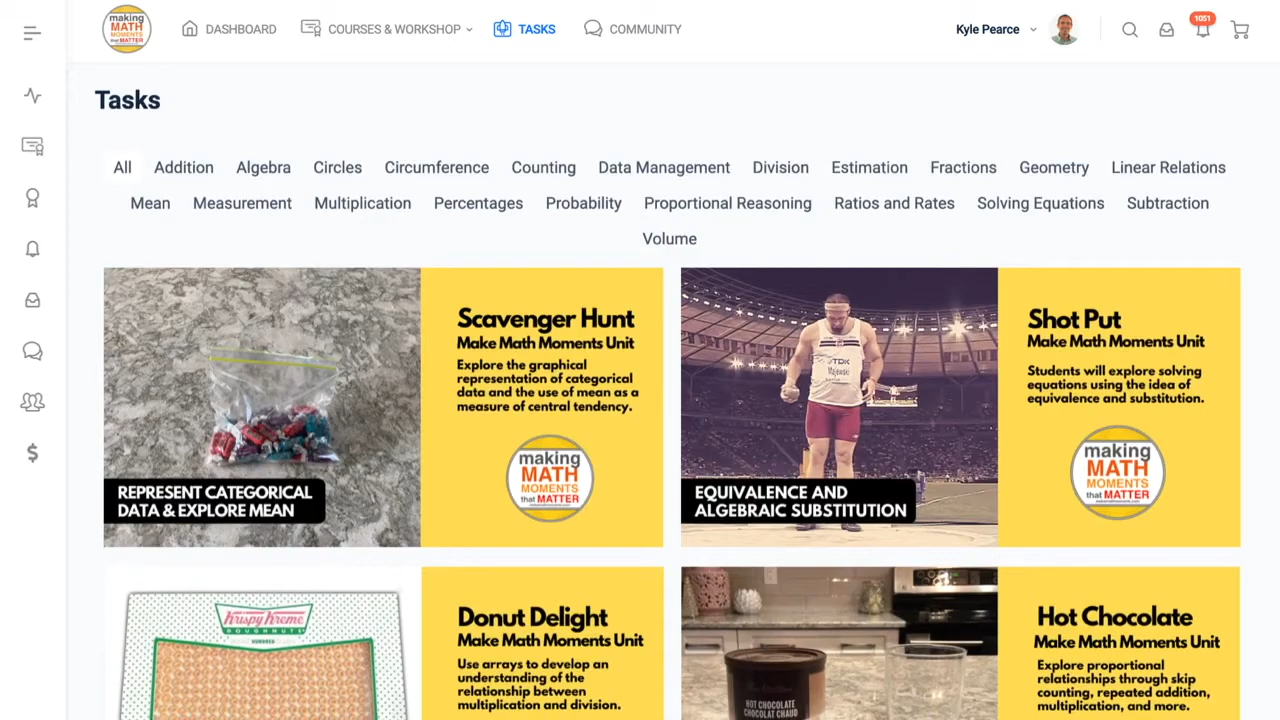 making
MATH
MOMENTS
that MATTER
DASHBOARD
COURSES & WORKSHOP
TASKS
COMMUNITY
Kyle Pearce
1051
Tasks
All Addition Algebra Circles Circumference Counting Data Management Division Estimation Fractions Geometry Linear Relations
Mean Measurement Multiplication Percentages Probability Proportional Reasoning Ratios and Rates Solving Equations Subtraction
Volume
REPRESENT CATEGORICAL
DATA & EXPLORE MEAN
Scavenger Hunt
Make Math Moments Unit
Explore the graphical
representation of categorical
data and the use of mean as a
measure of central tendency.
making
MATH
MOMENTS
that MATTER
TDK
Majewski
EQUIVALENCE AND
ALGEBRAIC SUBSTITUTION
Shot Put
Make Math Moments Unit
Students will explore solving
equations using the idea of
equivalence and substitution.
making
MATH
MOMENTS
that MATTER
Krispy Kreme
DOUGHNUTS
HUNDRED
Donut Delight
Make Math Moments Unit
Use arrays to develop an
understanding of the
relationship between
multiplication and division.
HOT CHOCOLATE
CHOCOLAT CHAUD
Hot Chocolate
Make Math Moments Unit
Explore proportional
relationships through skip
counting, repeated addition,
multiplication, and more.